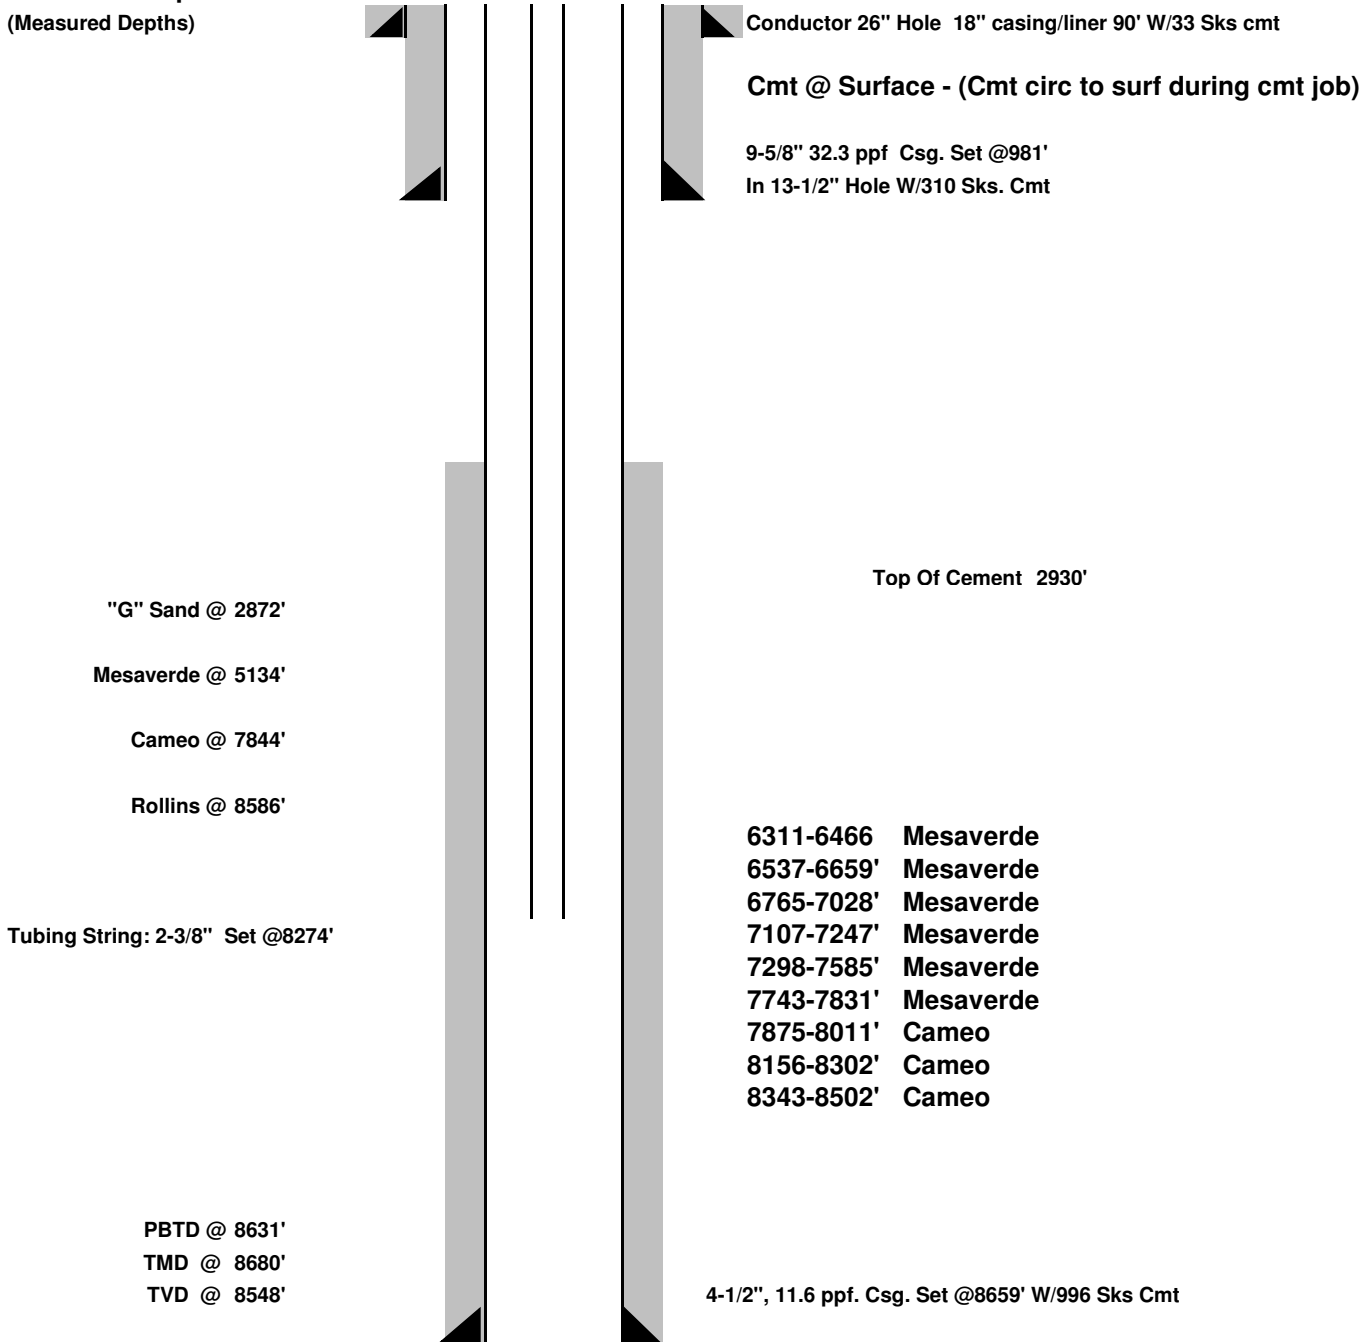 (Measured Depths)
Conductor 26" Hole 18" casing/liner 90' W/33 Sks cmt
Cmt @ Surface - (Cmt circ to surf during cmt job)
9-5/8" 32.3 ppf Csg. Set @981'
In 13-1/2" Hole W/310 Sks. Cmt
Top Of Cement 2930'
"G" Sand @ 2872'
Mesaverde @ 5134'
Cameo @ 7844'
Rollins @ 8586'
6311-6466 Mesaverde
6537-6659' Mesaverde
6765-7028' Mesaverde
7107-7247' Mesaverde
Tubing String: 2-3/8" Set @8274'
7298-7585' Mesaverde
7743-7831' Mesaverde
7875-8011' Cameo
8156-8302' Cameo
8343-8502' Cameo
PBTD @ 8631'
TMD @ 8680'
TVD @ 8548'
4-1/2", 11.6 ppf. Csg. Set @8659' W/996 Sks Cmt